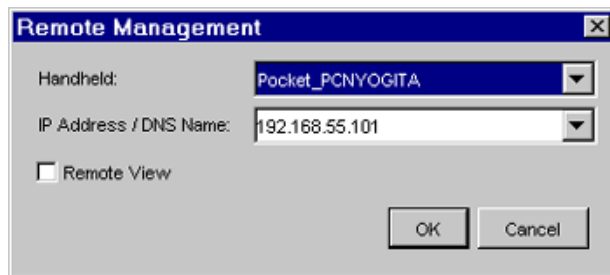 Remote Management
Handheld: Pocket_PCNYOGITA
IP Address / DNS Name: 192.168.55.101
Remote View
OK Cancel